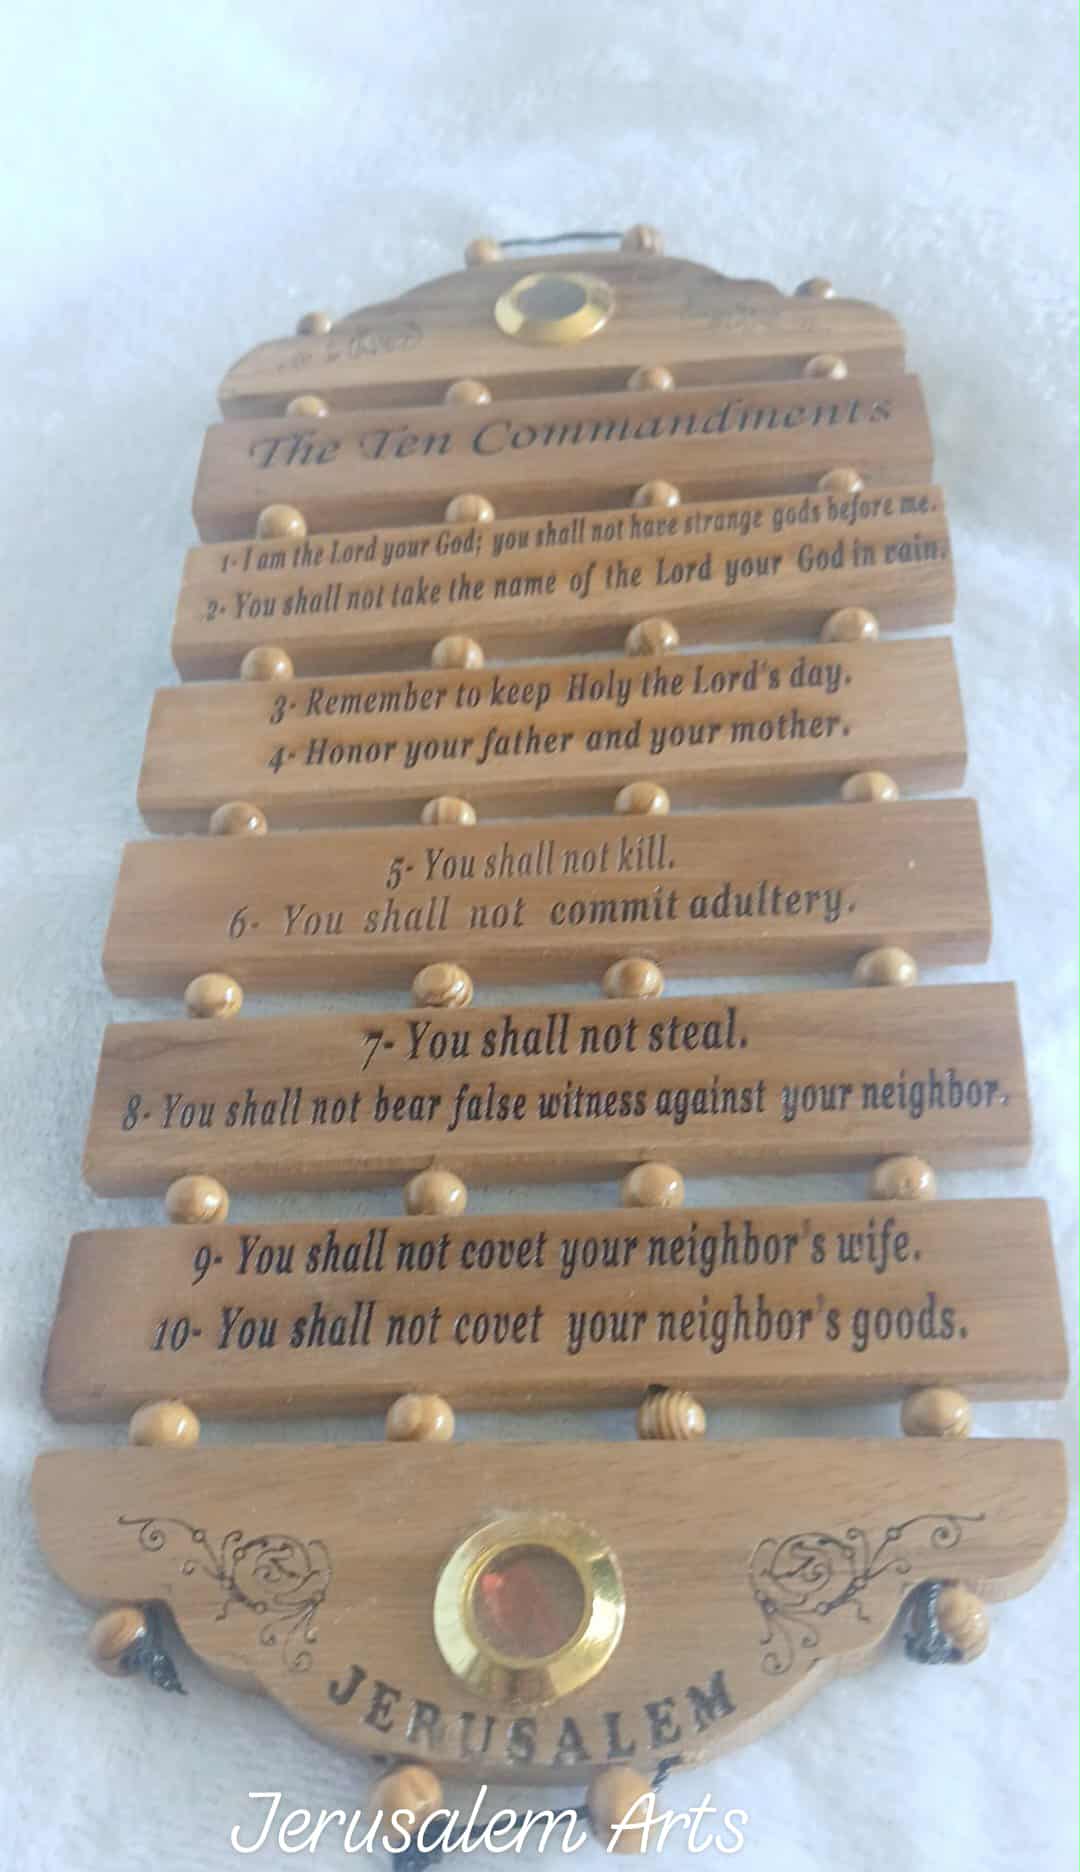 The Ten Commandments
1- I am the Lord your God; you shall not have strange gods before me.
2- You shall not take the name of the Lord your God in vain.
3- Remember to keep Holy the Lord's day.
4- Honor your father and your mother.
5- You shall not kill.
6- You shall not commit adultery.
7- You shall not steal.
8- You shall not bear false witness against your neighbor.
9- You shall not covet your neighbor's wife.
10- You shall not covet your neighbor's goods.
JERUSALEM
Jerusalem Arts